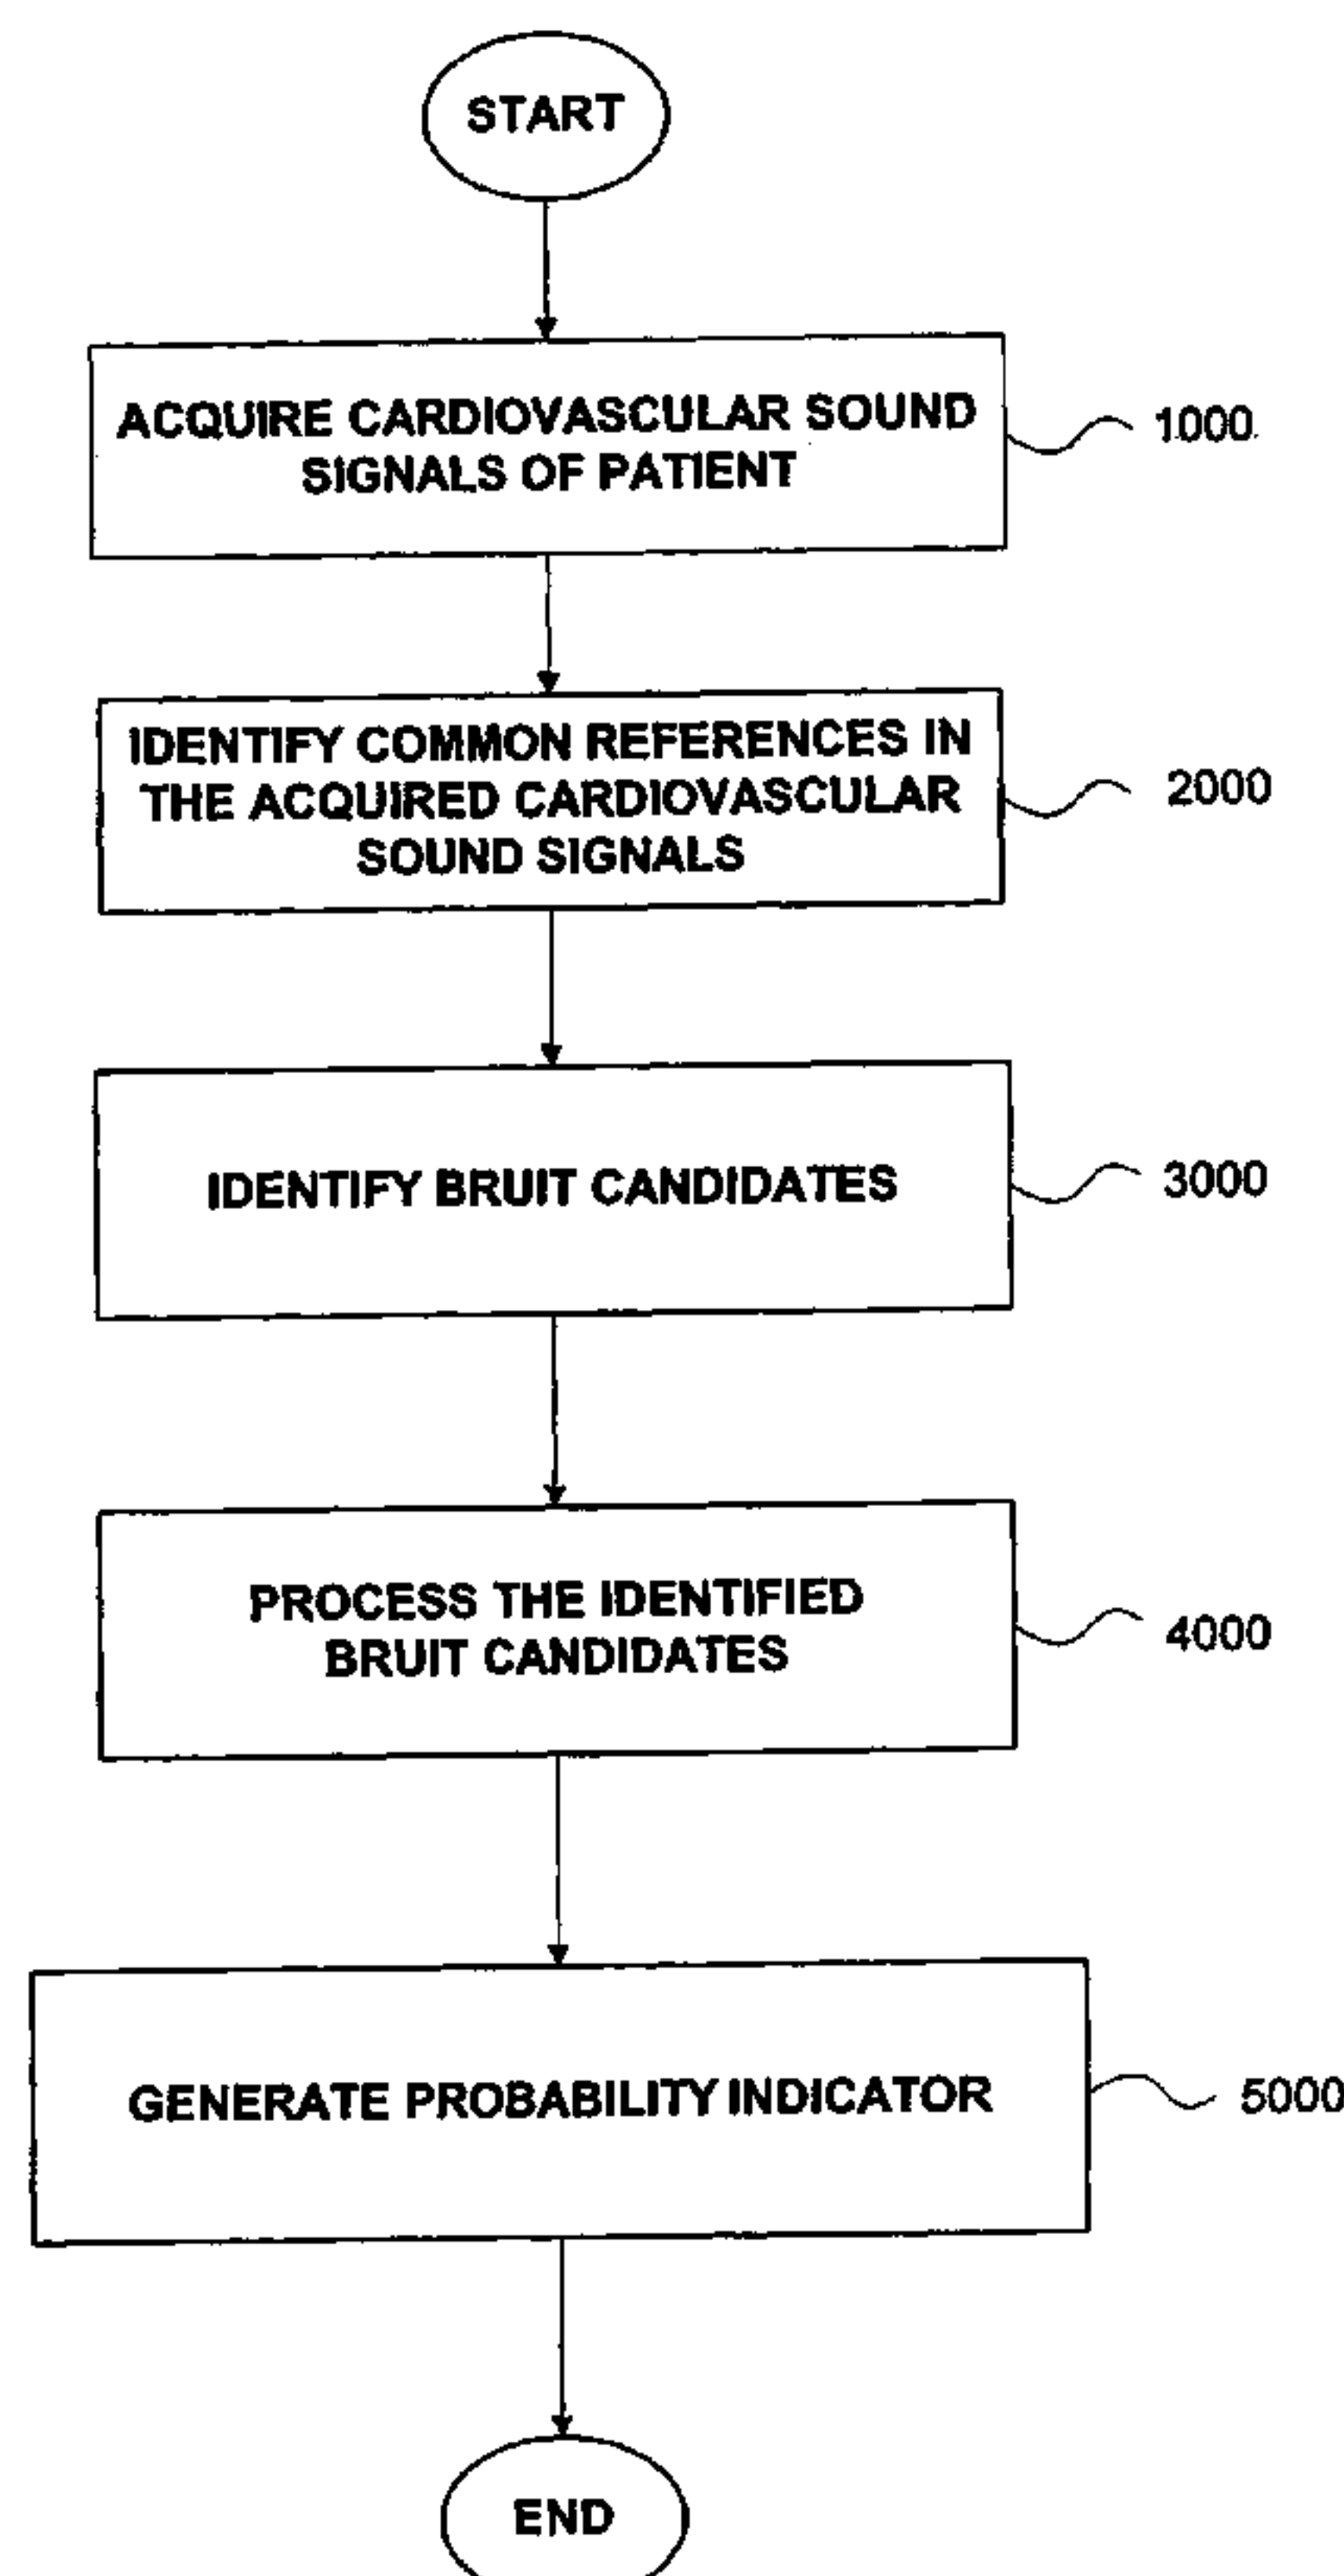 START
ACQUIRE CARDIOVASCULAR SOUND
SIGNALS OF PATIENT
1000
IDENTIFY COMMON REFERENCES IN
THE ACQUIRED CARDIOVASCULAR
SOUND SIGNALS
2000
IDENTIFY BRUIT CANDIDATES
3000
PROCESS THE IDENTIFIED
BRUIT CANDIDATES
4000
GENERATE PROBABILITY INDICATOR
5000
END